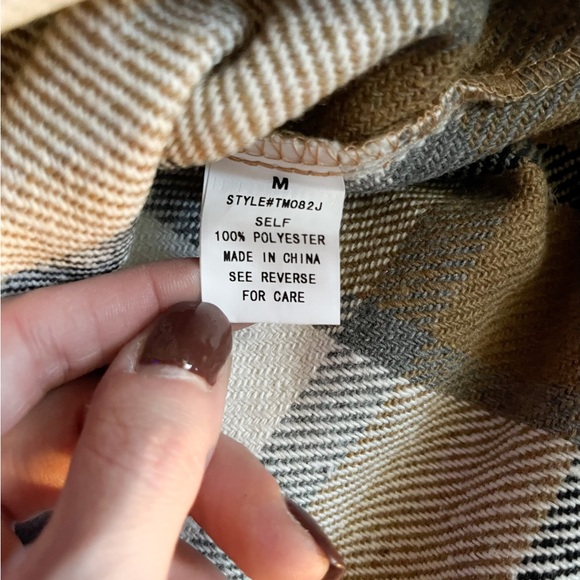 M
STYLE#TM082J
SELF
100% POLYESTER
MADE IN CHINA
SEE REVERSE
FOR CARE